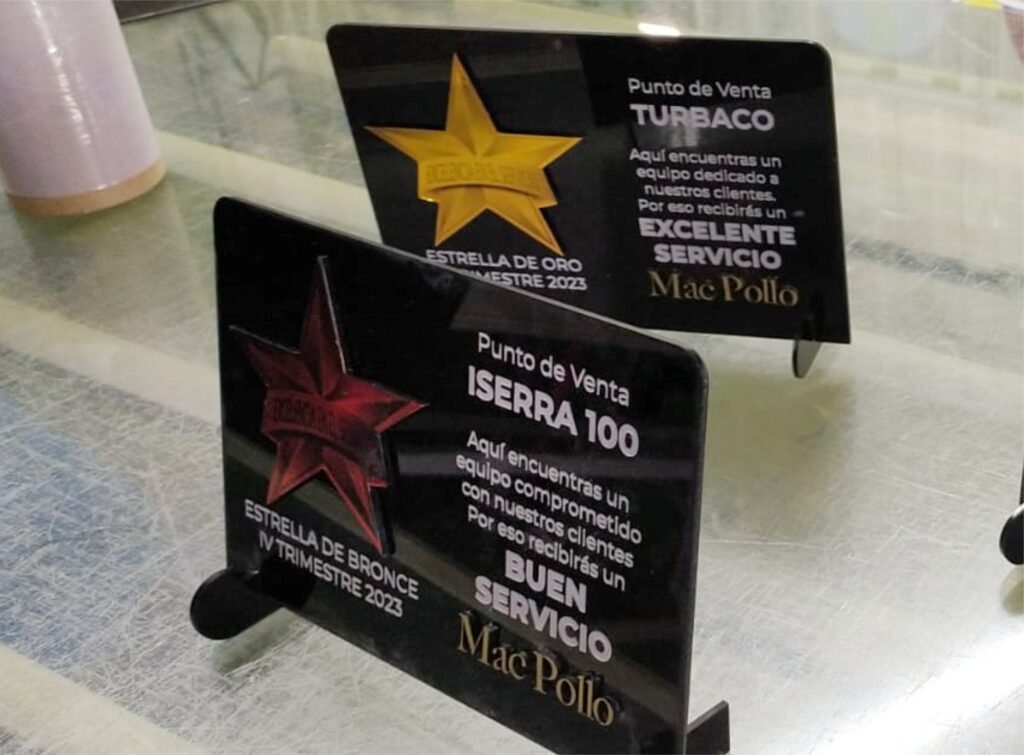 Punto de Venta
TURBACO
Aquí encuentras un
equipo dedicado a
nuestros clientes.
Por eso recibirás un
EXCELENTE
SERVICIO
Mac Pollo
ESTRELLA DE ORO
TRIMESTRE 2023
Punto de Venta
ISERRA 100
Aquí encuentras un
equipo comprometido
con nuestros clientes
Por eso recibirás un
BUEN
SERVICIO
Mac Pollo
ESTRELLA DE BRONCE
IV TRIMESTRE 2023